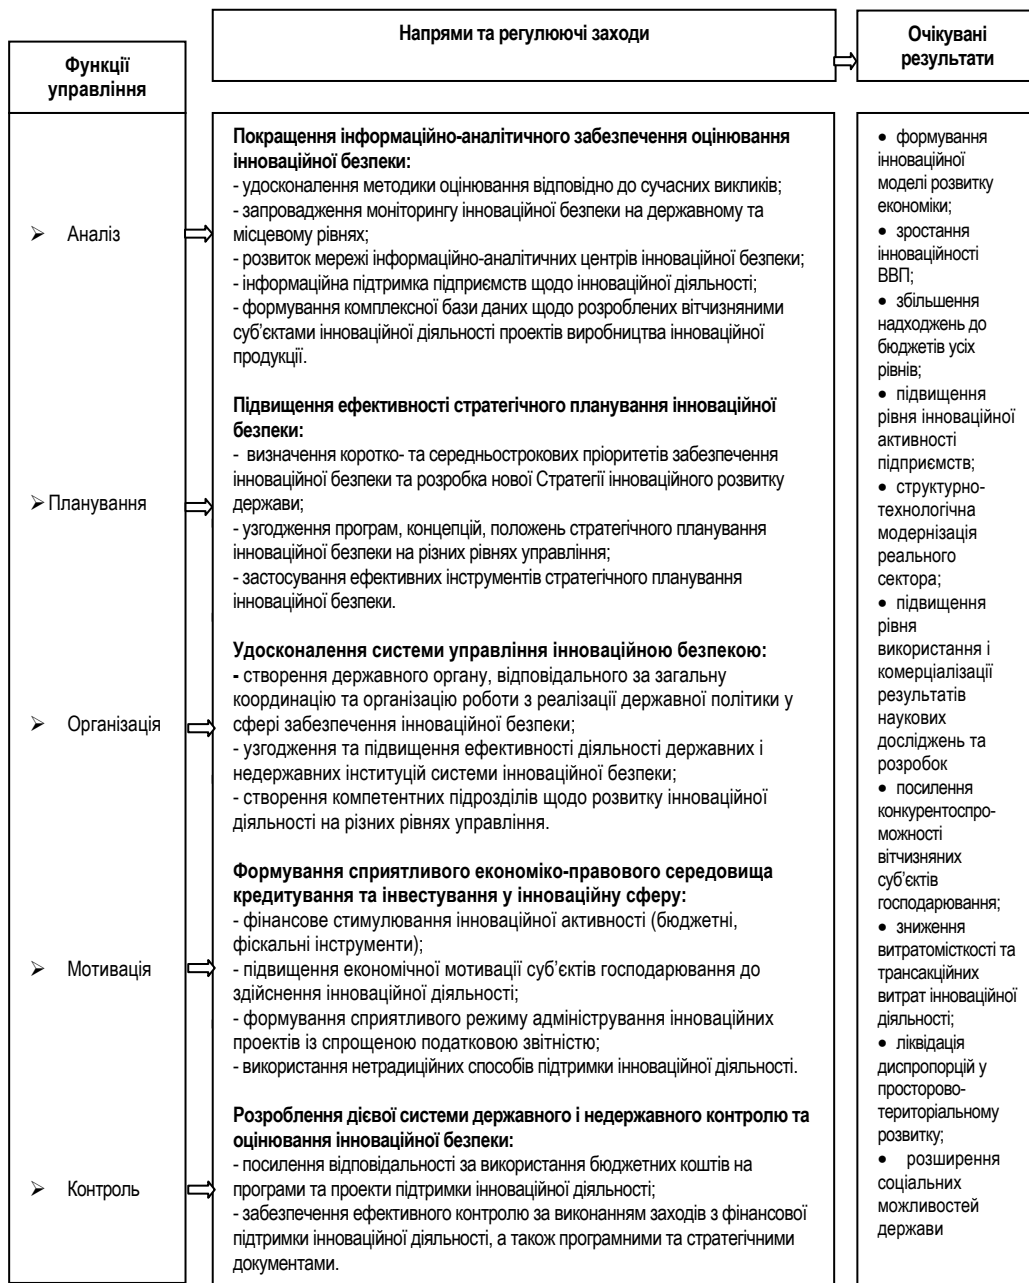 Функції
управління
Напрями та регулюючі заходи
Очікувані
результати
➢ Аналіз
Покращення інформаційно-аналітичного забезпечення оцінювання
інноваційної безпеки:
- удосконалення методики оцінювання відповідно до сучасних викликів;
- запровадження моніторингу інноваційної безпеки на державному та
місцевому рівнях;
- розвиток мережі інформаційно-аналітичних центрів інноваційної безпеки;
- інформаційна підтримка підприємств щодо інноваційної діяльності;
- формування комплексної бази даних щодо розроблених вітчизняними
суб’єктами інноваційної діяльності проектів виробництва інноваційної
продукції.
➢ Планування
Підвищення ефективності стратегічного планування інноваційної
безпеки:
- визначення коротко- та середньострокових пріоритетів забезпечення
інноваційної безпеки та розробка нової Стратегії інноваційного розвитку
держави;
- узгодження програм, концепцій, положень стратегічного планування
інноваційної безпеки на різних рівнях управління;
- застосування ефективних інструментів стратегічного планування
інноваційної безпеки.
➢ Організація
Удосконалення системи управління інноваційною безпекою:
- створення державного органу, відповідального за загальну
координацію та організацію роботи з реалізації державної політики у
сфері забезпечення інноваційної безпеки;
- узгодження та підвищення ефективності діяльності державних і
недержавних інституцій системи інноваційної безпеки;
- створення компетентних підрозділів щодо розвитку інноваційної
діяльності на різних рівнях управління.
➢ Мотивація
Формування сприятливого економіко-правового середовища
кредитування та інвестування у інноваційну сферу:
- фінансове стимулювання інноваційної активності (бюджетні,
фіскальні інструменти);
- підвищення економічної мотивації суб’єктів господарювання до
здійснення інноваційної діяльності;
- формування сприятливого режиму адміністрування інноваційних
проектів із спрощеною податковою звітністю;
- використання нетрадиційних способів підтримки інноваційної діяльності.
➢ Контроль
Розроблення дієвої системи державного і недержавного контролю та
оцінювання інноваційної безпеки:
- посилення відповідальності за використання бюджетних коштів на
програми та проекти підтримки інноваційної діяльності;
- забезпечення ефективного контролю за виконанням заходів з фінансової
підтримки інноваційної діяльності, а також програмними та стратегічними
документами.
• формування
інноваційної
моделі розвитку
економіки;
• зростання
інноваційності
ВВП;
• збільшення
надходжень до
бюджетів усіх
рівнів;
• підвищення
рівня інноваційної
активності
підприємств;
• структурно-
технологічна
модернізація
реального
сектора;
• підвищення
рівня
використання і
комерціалізації
результатів
наукових
досліджень та
розробок
• посилення
конкурентоспро-
можності
вітчизняних
суб’єктів
господарювання;
• зниження
витратомісткості та
трансакційних
витрат інноваційної
діяльності;
• ліквідація
диспропорцій у
просторово-
територіальному
розвитку;
• розширення
соціальних
можливостей
держави